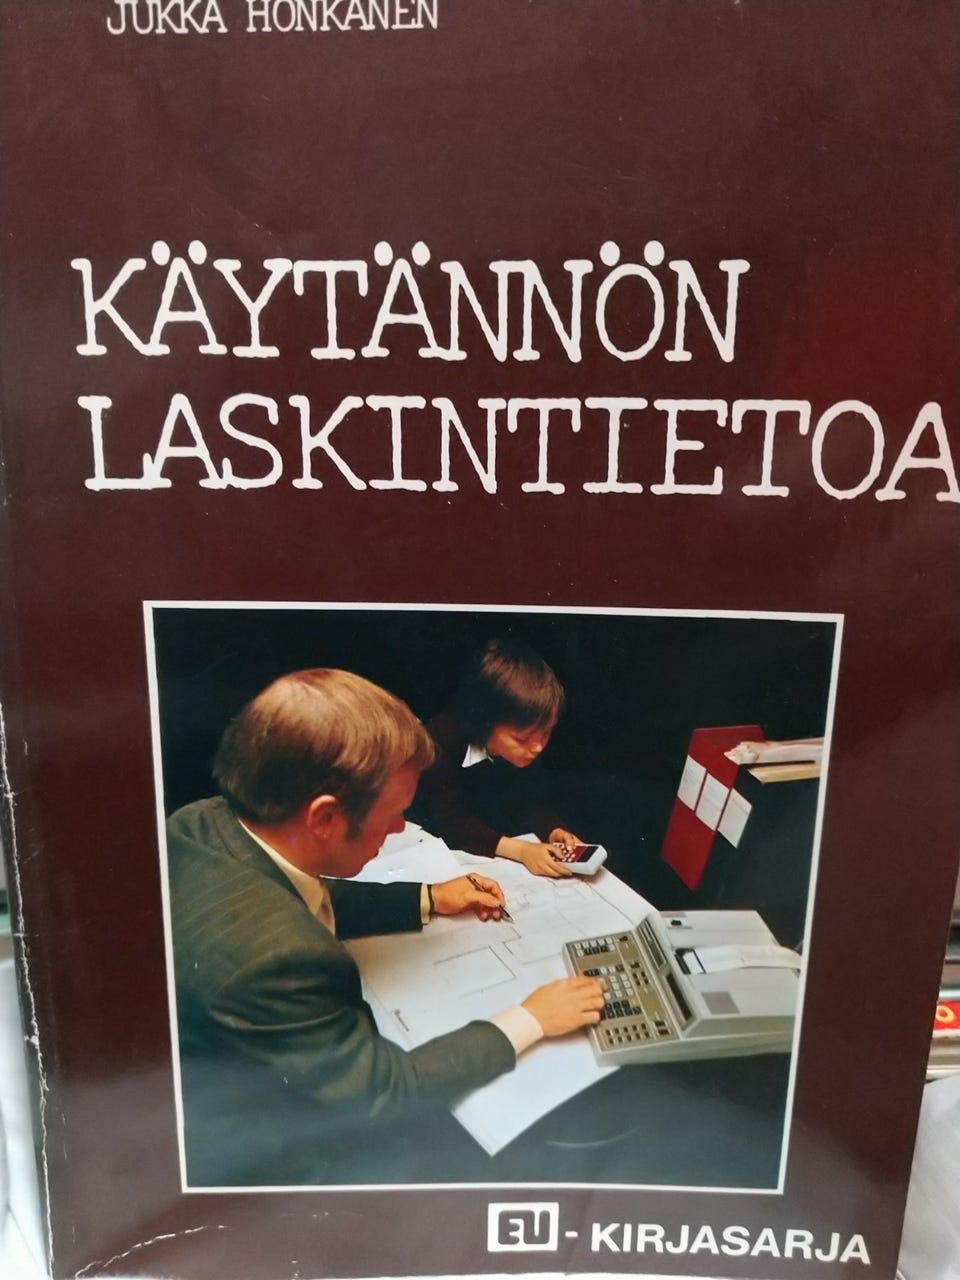 JUKKA HONKANEN
KÄYTÄNNÖN
LASKINTIETOA
EU - KIRJASARJA